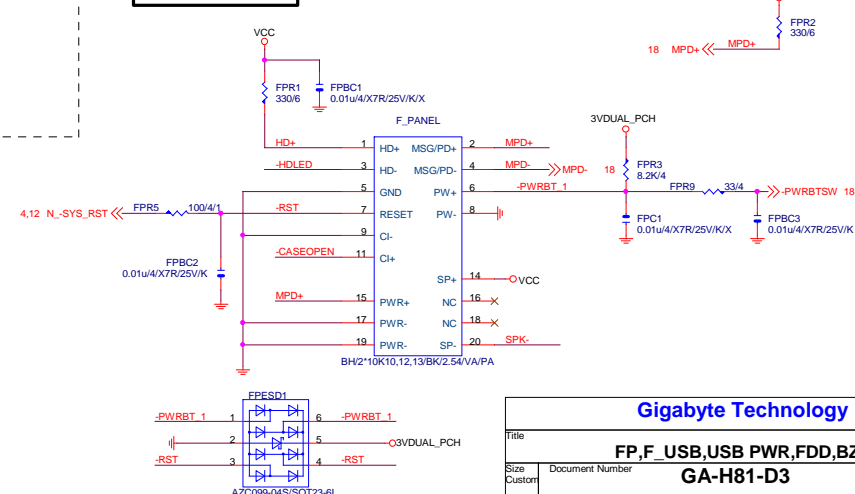 FPR2
330/6
18 MPD+ MPD+
VCC
FPR1
330/6
FPBC1
0.01u/4/X7R/25V/K/X
F_PANEL
HD+ 1 HD+ MSG/PD+ 2 MPD+
-HDLED 3 HD- MSG/PD- 4 MPD- MPD- 18
5 GND PW+ 6 -PWRBT_1
3VDUAL_PCH
FPR3
8.2K/4
FPR9 33/4 -PWRBTSW 18
4,12 N_-SYS_RST FPR5 100/4/1 -RST 7 RESET PW- 8
9 CI-
FPC1
0.01u/4/X7R/25V/K/X
FPBC3
0.01u/4/X7R/25V/K
-CASEOPEN 11 CI+
FPBC2
0.01u/4/X7R/25V/K
SP+ 14 VCC
MPD+ 15 PWR+ NC 16
17 PWR- NC 18
19 PWR- SP- 20 SPK-
BH/2*10K10,12,13/BK/2.54/VA/PA
FPESD1
-PWRBT_1 1 6 -PWRBT_1
2 5 3VDUAL_PCH
-RST 3 4 -RST
AZC099-04S/SOT23-6L
Gigabyte Technology
Title
FP,F_USB,USB PWR,FDD,BZ
Size
Custom
Document Number
GA-H81-D3